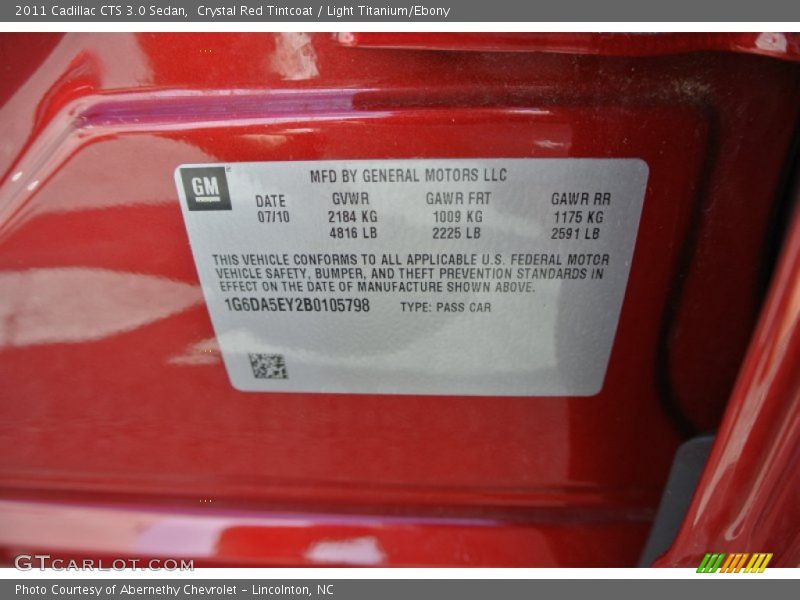 2011 Cadillac CTS 3.0 Sedan,  Crystal Red Tintcoat / Light Titanium/Ebony
GM
MFD BY GENERAL MOTORS LLC
DATE GVWR GAWR FRT GAWR RR
07/10 2184 KG 1009 KG 1175 KG
4816 LB 2225 LB 2591 LB
THIS VEHICLE CONFORMS TO ALL APPLICABLE U.S. FEDERAL MOTOR
VEHICLE SAFETY, BUMPER, AND THEFT PREVENTION STANDARDS IN
EFFECT ON THE DATE OF MANUFACTURE SHOWN ABOVE.
1G6DA5EY2B0105798 TYPE: PASS CAR
GTCARLOT.COM
Photo Courtesy of Abernethy Chevrolet – Lincolnton, NC